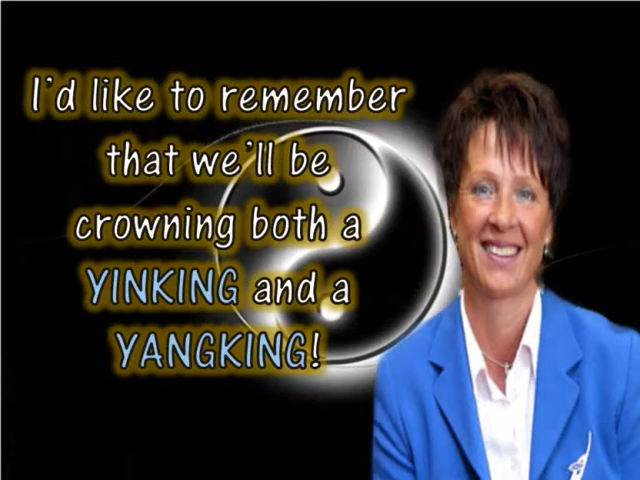 I'd like to remember
that we'll be
crowning both a
YINKING and a
YANGKING!